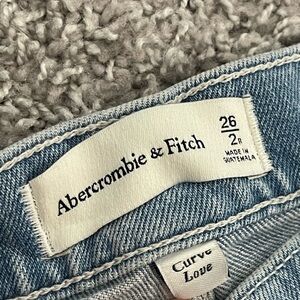 Abercrombie & Fitch
26
2R
MADE IN
GUATEMALA
Curve
Love